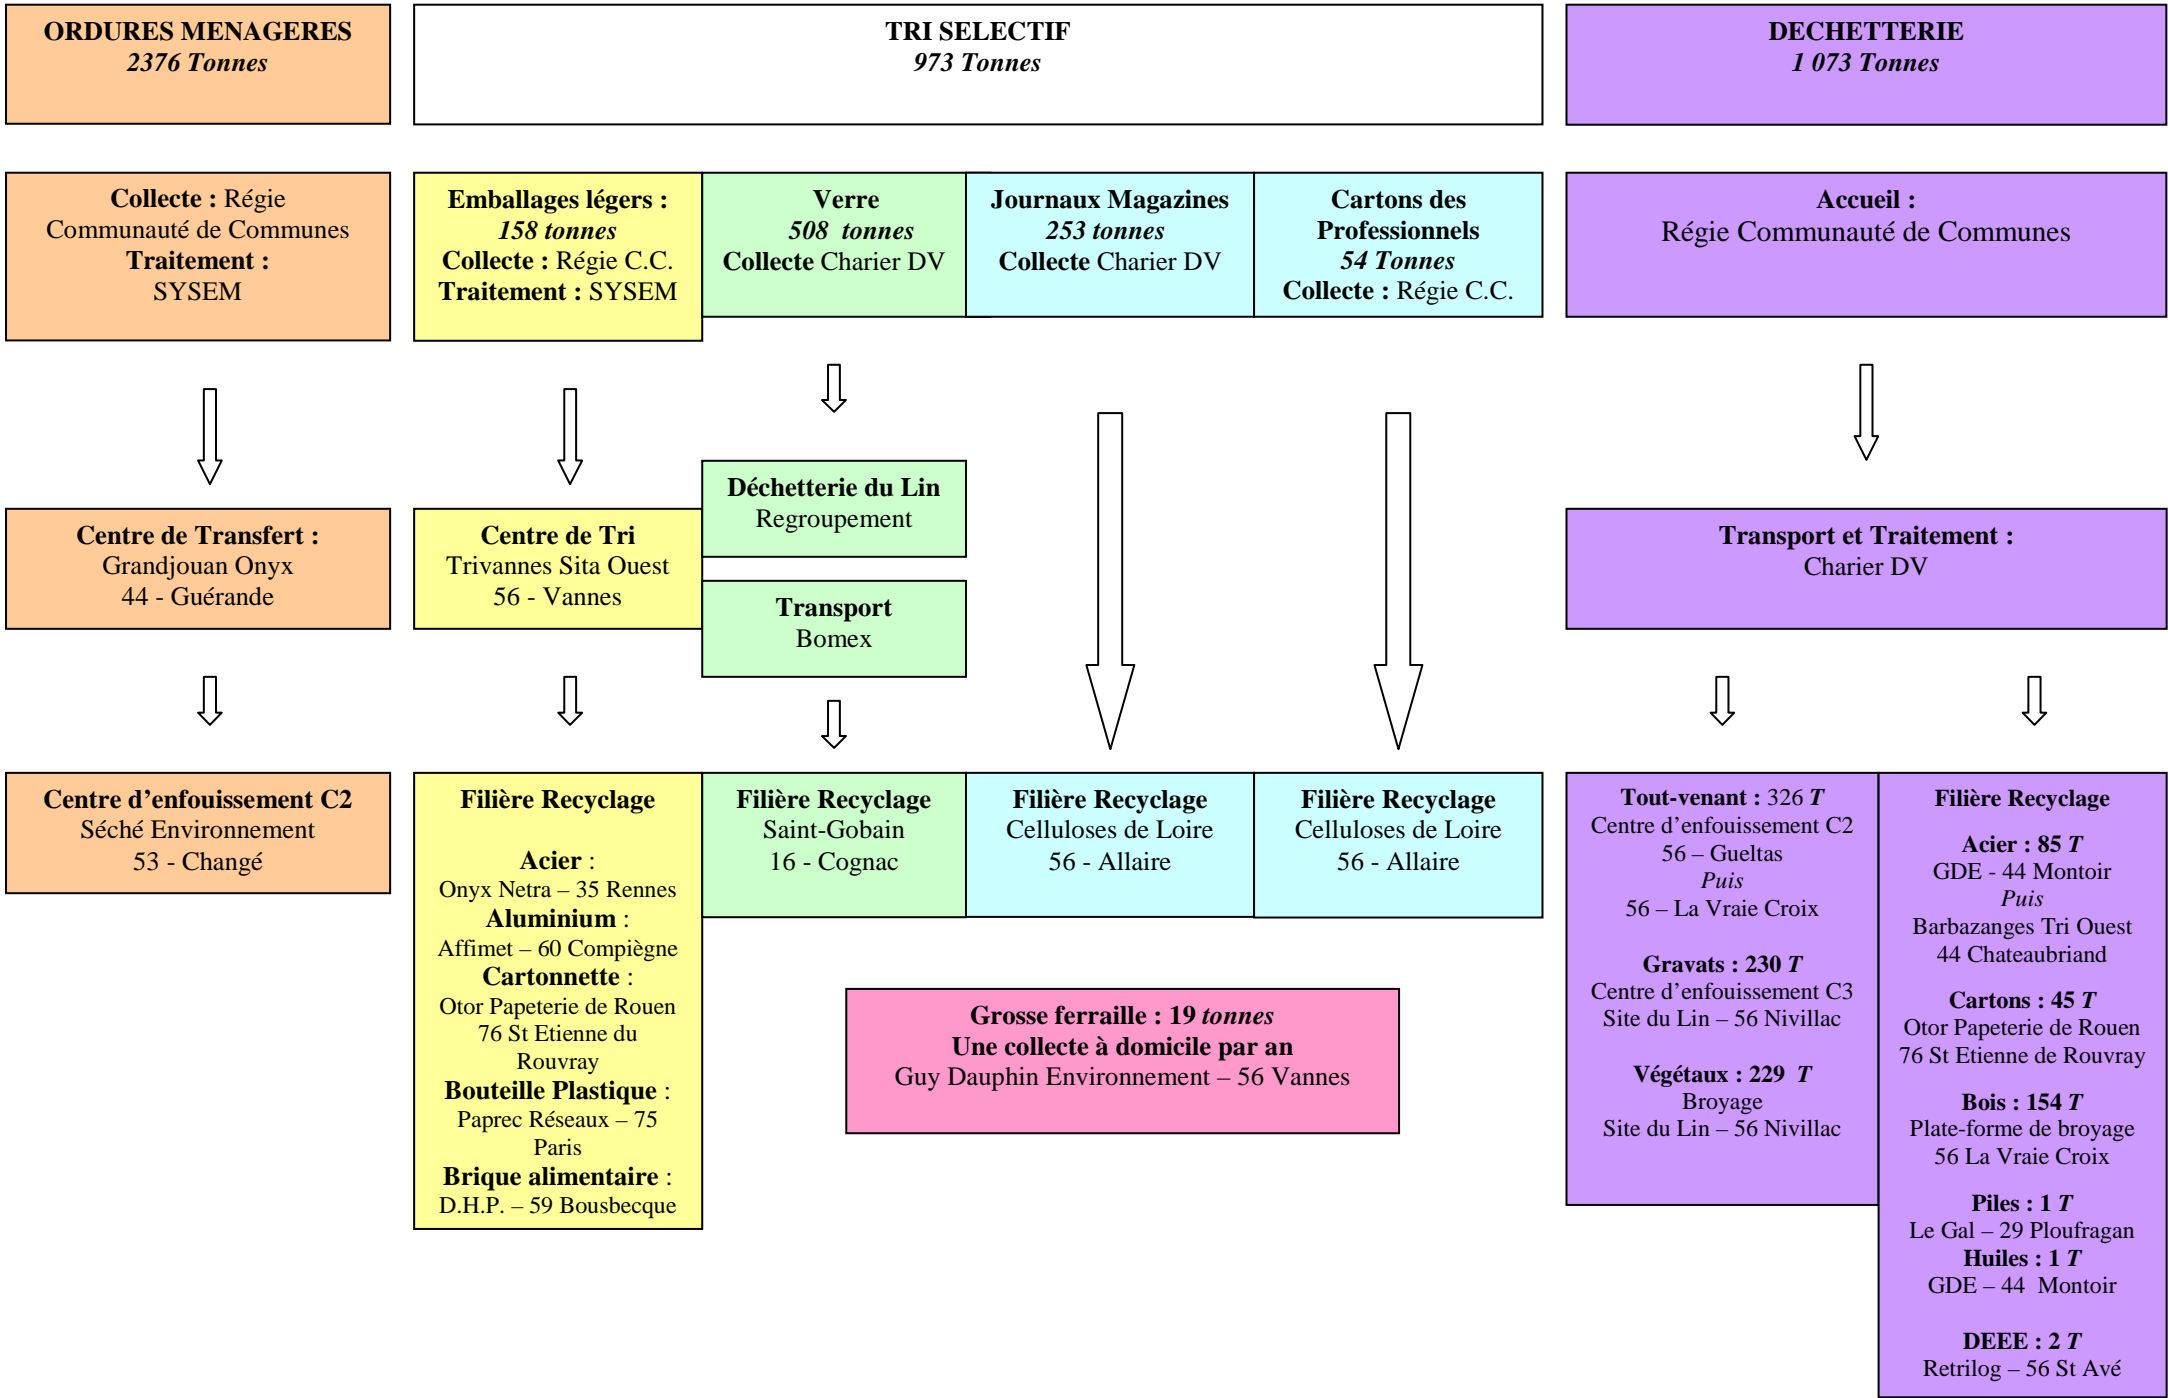 ORDURES MENAGERES
2376 Tonnes
TRI SELECTIF
973 Tonnes
DECHETTERIE
1 073 Tonnes
Collecte : Régie
Communauté de Communes
Traitement :
SYSEM
Emballages légers :
158 tonnes
Collecte : Régie C.C.
Traitement : SYSEM
Verre
508 tonnes
Collecte Charier DV
Journaux Magazines
253 tonnes
Collecte Charier DV
Cartons des
Professionnels
54 Tonnes
Collecte : Régie C.C.
Accueil :
Régie Communauté de Communes
Centre de Transfert :
Grandjouan Onyx
44 - Guérande
Centre de Tri
Trivannes Sita Ouest
56 - Vannes
Déchetterie du Lin
Regroupement
Transport
Bomex
Transport et Traitement :
Charier DV
Centre d'enfouissement C2
Séché Environnement
53 - Changé
Filière Recyclage
Acier :
Onyx Netra – 35 Rennes
Aluminium :
Affimet – 60 Compiègne
Cartonnette :
Otor Papeterie de Rouen
76 St Etienne du
Rouvray
Bouteille Plastique :
Paprec Réseaux – 75
Paris
Brique alimentaire :
D.H.P. – 59 Bousbecque
Filière Recyclage
Saint-Gobain
16 - Cognac
Filière Recyclage
Celluloses de Loire
56 - Allaire
Filière Recyclage
Celluloses de Loire
56 - Allaire
Grosse ferraille : 19 tonnes
Une collecte à domicile par an
Guy Dauphin Environnement – 56 Vannes
Tout-venant : 326 T
Centre d'enfouissement C2
56 – Gueltas
Puis
56 – La Vraie Croix
Gravats : 230 T
Centre d'enfouissement C3
Site du Lin – 56 Nivillac
Végétaux : 229 T
Broyage
Site du Lin – 56 Nivillac
Filière Recyclage
Acier : 85 T
GDE - 44 Montoir
Puis
Barbazanges Tri Ouest
44 Chateaubriand
Cartons : 45 T
Otor Papeterie de Rouen
76 St Etienne de Rouvray
Bois : 154 T
Plate-forme de broyage
56 La Vraie Croix
Piles : 1 T
Le Gal – 29 Ploufragan
Huiles : 1 T
GDE – 44 Montoir
DEEE : 2 T
Retrilog – 56 St Avé